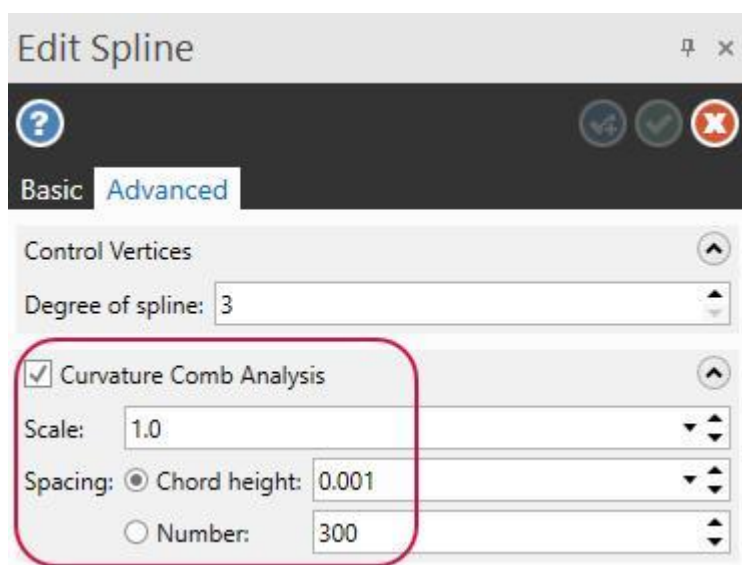 Edit Spline
?
Basic Advanced
Control Vertices
Degree of spline: 3
Curvature Comb Analysis
Scale: 1.0
Spacing: Chord height: 0.001
Number: 300